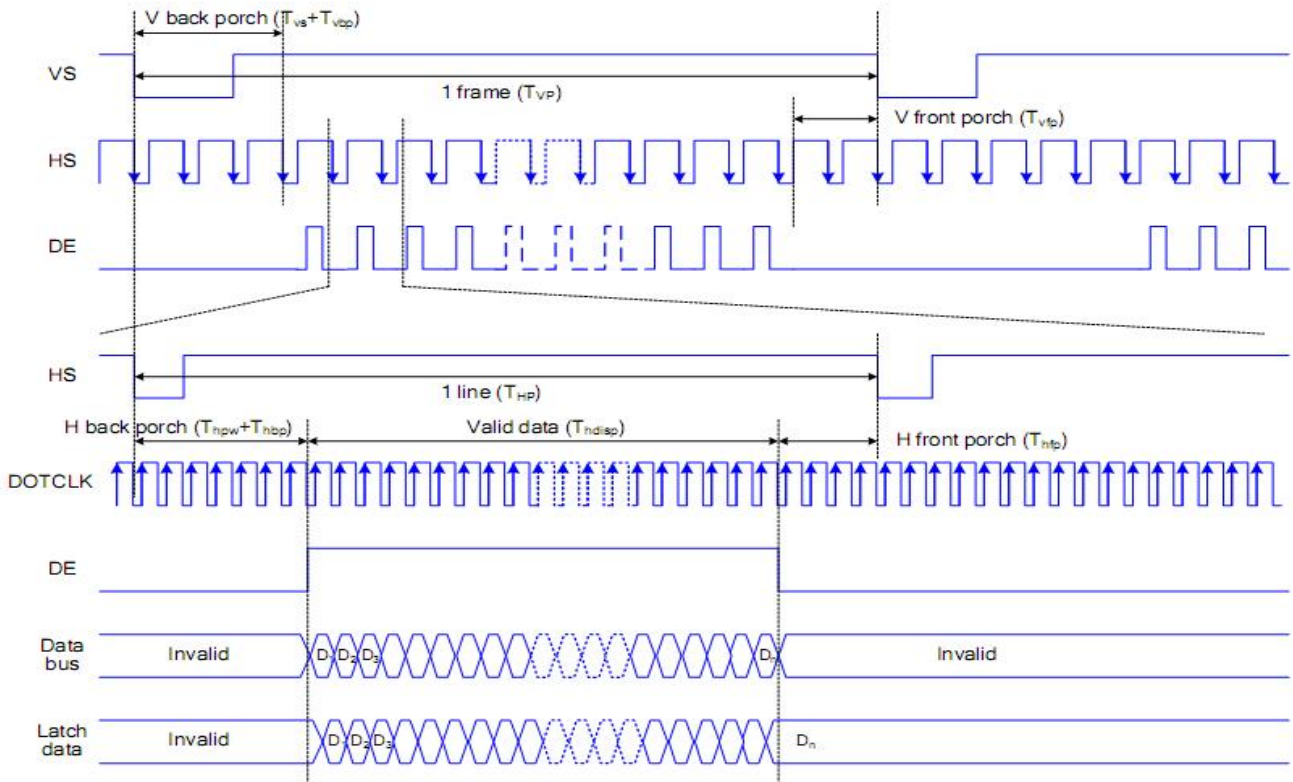 V back porch (Tvs+Tvbp)
VS
1 frame (TVP)
V front porch (Tvfp)
HS
DE
HS
1 line (THP)
H back porch (Thpw+Thbp)
Valid data (Thdisp)
H front porch (Thfp)
DOTCLK
DE
Data
bus
Invalid
D1 D2 D3
Dn
Invalid
Latch
data
Invalid
D1 D2 D3
Dn